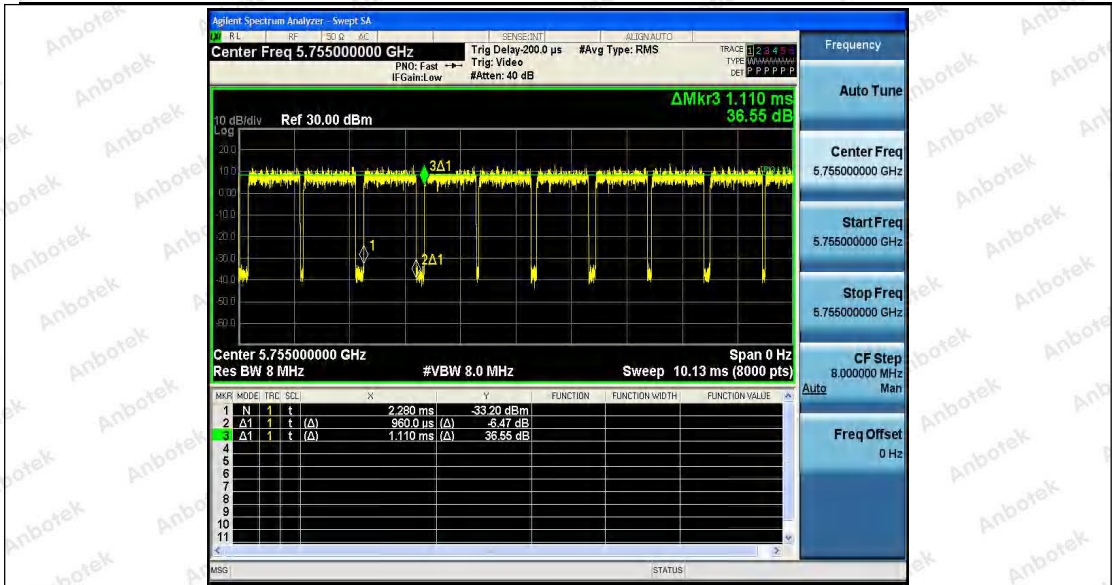 Agilent Spectrum Analyzer - Swept SA
RL RF 50 Ω AC SENSE:INT ALIGNAUTO
Center Freq 5.755000000 GHz
PNO: Fast
IFGain:Low
Trig Delay-200.0 µs
Trig: Video
#Atten: 40 dB
#Avg Type: RMS
TRACE 1 2 3 4 5 6
TYPE
DET P P P P P P
ΔMkr3 1.110 ms
36.55 dB
10 dB/div Ref 30.00 dBm
Log
20.0
10.0
0.00
-10.0
-20.0
-30.0
-40.0
-50.0
-60.0
3Δ1
1
2Δ1
Center 5.755000000 GHz Span 0 Hz
Res BW 8 MHz #VBW 8.0 MHz Sweep 10.13 ms (8000 pts)
MKR MODE TRC SCL X Y FUNCTION FUNCTION WIDTH FUNCTION VALUE
1 N 1 t 2.280 ms -33.20 dBm
2 Δ1 1 t (Δ) 960.0 µs (Δ) -6.47 dB
3 Δ1 1 t (Δ) 1.110 ms (Δ) 36.55 dB
4
5
6
7
8
9
10
11
MSG STATUS
Frequency
Auto Tune
Center Freq
5.755000000 GHz
Start Freq
5.755000000 GHz
Stop Freq
5.755000000 GHz
CF Step
8.000000 MHz
Auto Man
Freq Offset
0 Hz
Anbotek